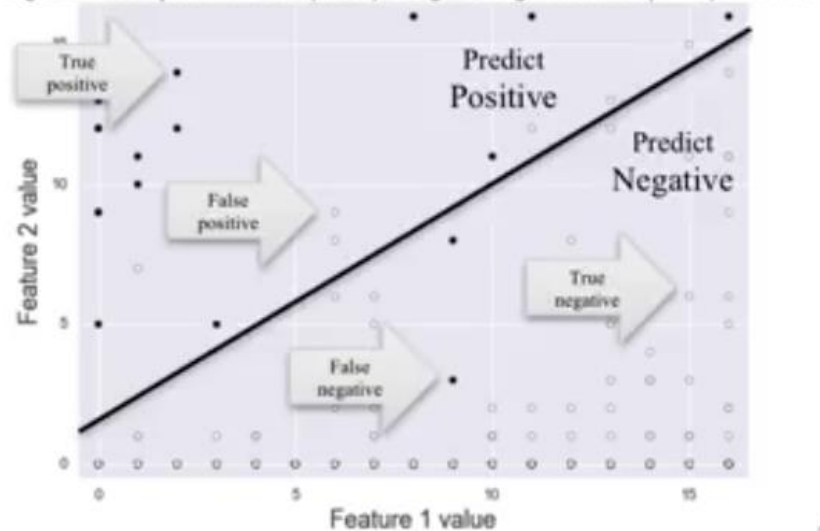 True
positive
Predict
Positive
Predict
Negative
10
False
positive
True
negative
5
False
negative
0
0
5
10
15
Feature 1 value
Feature 2 value